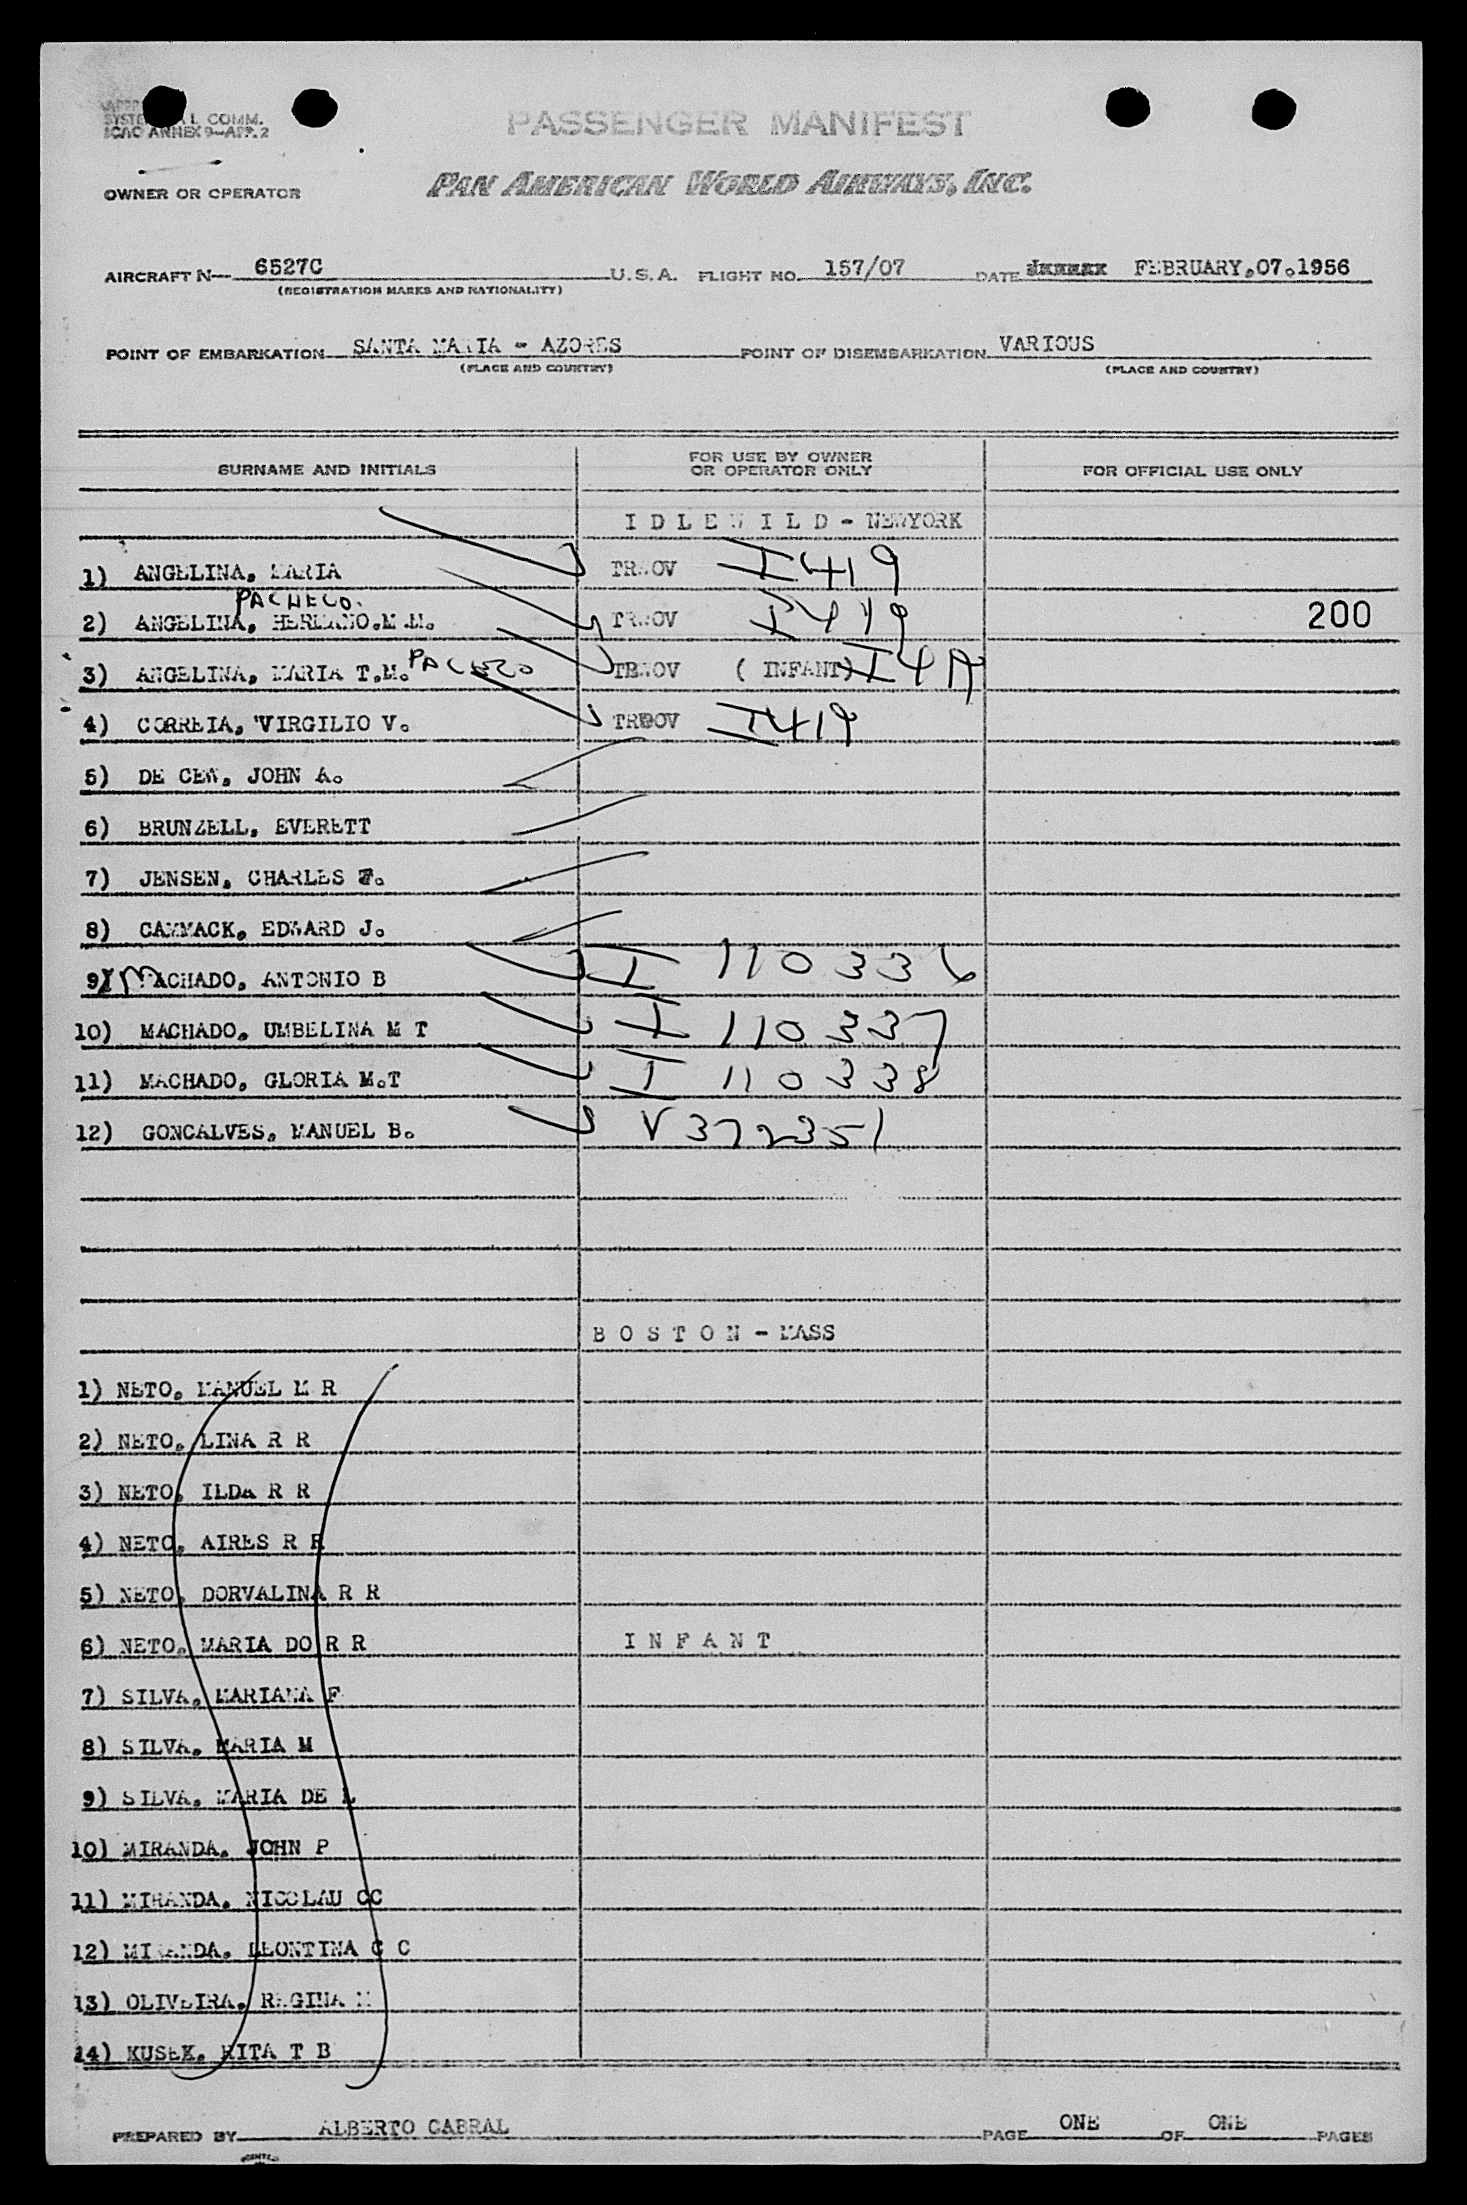 SYSTE   L COMM.
ICAO ANNEX 9—APP. 2
PASSENGER MANIFEST
OWNER OR OPERATOR
PAN AMERICAN WORLD AIRWAYS, INC.
AIRCRAFT N— 6527C U.S.A. FLIGHT NO. 157/07 DATE FEBRUARY.07.1956
(REGISTRATION MARKS AND NATIONALITY)
POINT OF EMBARKATION SANTA MARIA - AZORES POINT OF DISEMBARKATION VARIOUS
(PLACE AND COUNTRY) (PLACE AND COUNTRY)
SURNAME AND INITIALS FOR USE BY OWNER OR OPERATOR ONLY FOR OFFICIAL USE ONLY
I D L E W I L D - NEWYORK
1) ANGELINA, MARIA TRWOV I 419
PACHECO.
2) ANGELINA, HERMANO.M.M. TRWOV I 419 200
3) ANGELINA, MARIA T.M. PACHECO TRWOV ( INFANT) I 419
4) CORREIA, VIRGILIO V. TRWOV I 419
5) DE CEW, JOHN A.
6) BRUNZELL, EVERETT
7) JENSEN, CHARLES F.
8) CAMMACK, EDWARD J.
9) MACHADO, ANTONIO B I 110336
10) MACHADO, UMBELINA M T I 110337
11) MACHADO, GLORIA M.T I 110338
12) GONCALVES, MANUEL B. V 372351
B O S T O N - MASS
1) NETO, MANUEL M R
2) NETO, LINA R R
3) NETO, ILDA R R
4) NETO, AIRES R R
5) NETO, DORVALINA R R
6) NETO, MARIA DO R R I N F A N T
7) SILVA, MARIANA F
8) SILVA, MARIA M
9) SILVA, MARIA DE L
10) MIRANDA, JOHN P
11) MIRANDA, NICOLAU CC
12) MIRANDA, LEONTINA C C
13) OLIVEIRA, REGINA M
14) KUSEK, RITA T B
PREPARED BY ALBERTO CABRAL PAGE ONE OF ONE PAGES